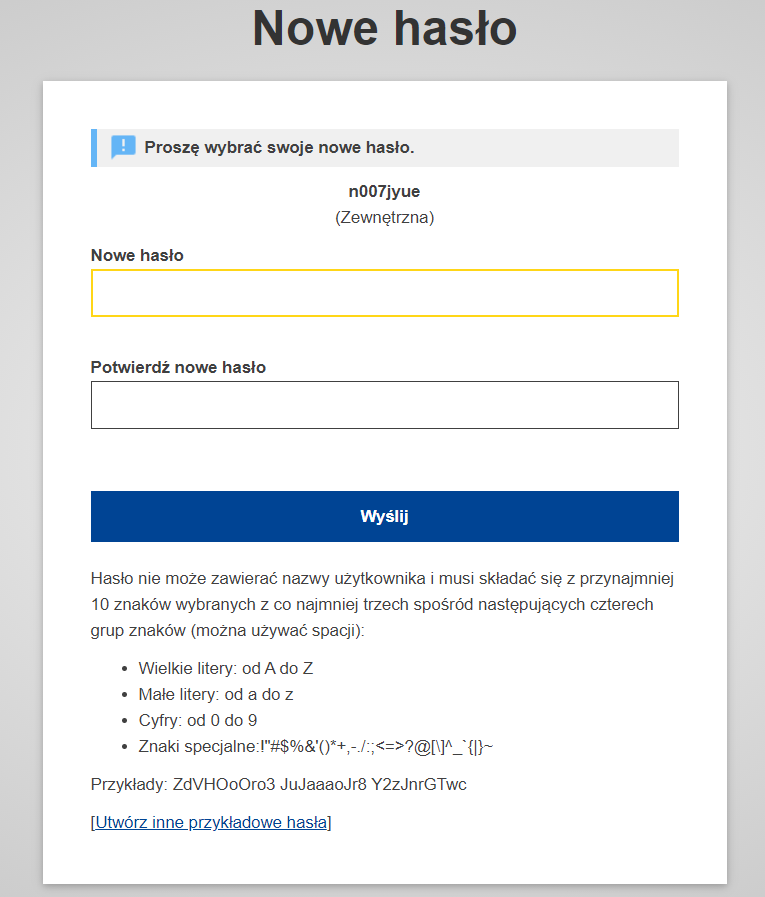 Nowe hasło
Proszę wybrać swoje nowe hasło.
n007jyue
(Zewnętrzna)
Nowe hasło
Potwierdź nowe hasło
Wyślij
Hasło nie może zawierać nazwy użytkownika i musi składać się z przynajmniej
10 znaków wybranych z co najmniej trzech spośród następujących czterech
grup znaków (można używać spacji):
• Wielkie litery: od A do Z
• Małe litery: od a do z
• Cyfry: od 0 do 9
• Znaki specjalne:!"#$%&'()*+,-./:;<=>?@[\]^_`{|}~
Przykłady: ZdVHOoOro3 JuJaaaoJr8 Y2zJnrGTwc
[Utwórz inne przykładowe hasła]